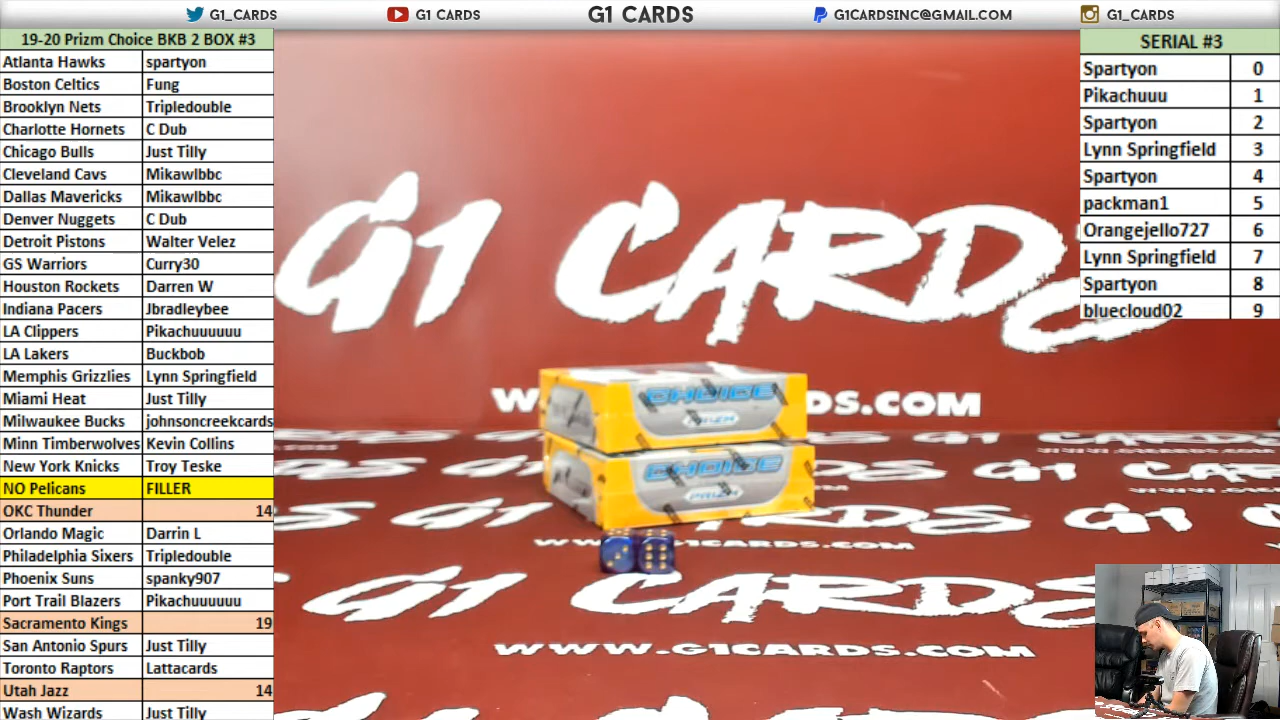 G1_CARDS
G1 CARDS
G1 CARDS
G1CARDSINC@GMAIL.COM
G1_CARDS
19-20 Prizm Choice BKB 2 BOX #3
Atlanta Hawks spartyon
Boston Celtics Fung
Brooklyn Nets Tripledouble
Charlotte Hornets C Dub
Chicago Bulls Just Tilly
Cleveland Cavs Mikawlbbc
Dallas Mavericks Mikawlbbc
Denver Nuggets C Dub
Detroit Pistons Walter Velez
GS Warriors Curry30
Houston Rockets Darren W
Indiana Pacers Jbradleybee
LA Clippers Pikachuuuuuu
LA Lakers Buckbob
Memphis Grizzlies Lynn Springfield
Miami Heat Just Tilly
Milwaukee Bucks johnsoncreekcards
Minn Timberwolves Kevin Collins
New York Knicks Troy Teske
NO Pelicans FILLER
OKC Thunder 14
Orlando Magic Darrin L
Philadelphia Sixers Tripledouble
Phoenix Suns spanky907
Port Trail Blazers Pikachuuuuuu
Sacramento Kings 19
San Antonio Spurs Just Tilly
Toronto Raptors Lattacards
Utah Jazz 14
Wash Wizards Just Tilly
SERIAL #3
Spartyon 0
Pikachuuu 1
Spartyon 2
Lynn Springfield 3
Spartyon 4
packman1 5
Orangejello727 6
Lynn Springfield 7
Spartyon 8
bluecloud02 9
G1 CARDS
CHOICE
PRIZM
CHOICE
PRIZM
G1 CARDS
WWW.G1CARDS.COM